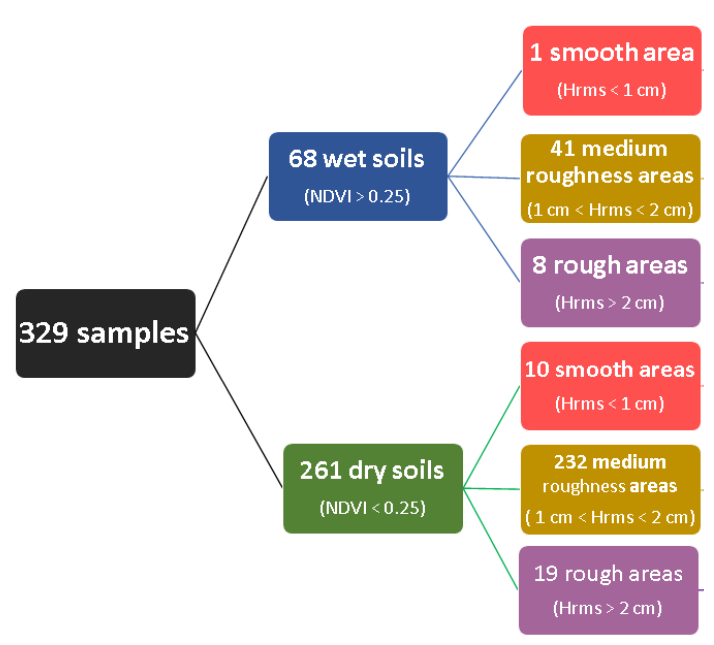 1 smooth area
(Hrms < 1 cm)
68 wet soils
(NDVI > 0.25)
41 medium
roughness areas
(1 cm < Hrms < 2 cm)
8 rough areas
(Hrms > 2 cm)
329 samples
10 smooth areas
(Hrms < 1 cm)
261 dry soils
(NDVI < 0.25)
232 medium
roughness areas
( 1 cm < Hrms < 2 cm)
19 rough areas
(Hrms > 2 cm)